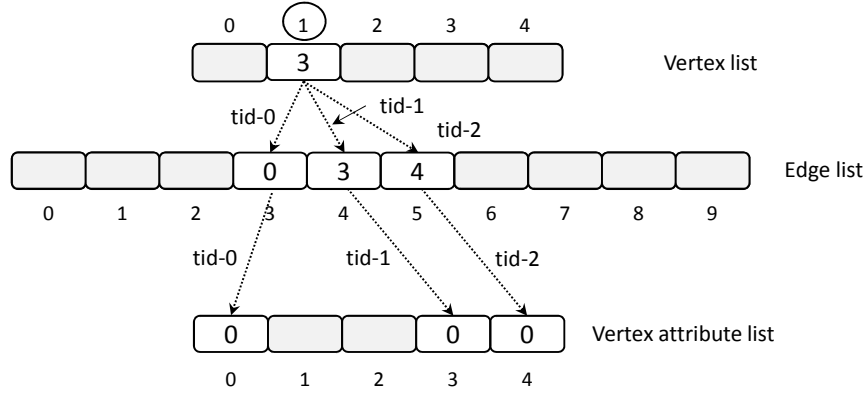 0 1 2 3 4
3 Vertex list
tid-0 tid-1 tid-2
0 3 4 Edge list
0 1 2 3 4 5 6 7 8 9
tid-0 tid-1 tid-2
0 0 0 Vertex attribute list
0 1 2 3 4